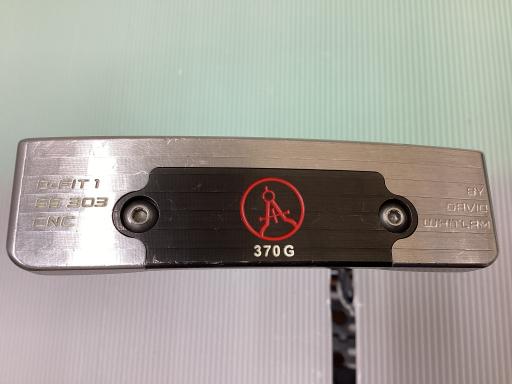 D-FIT 1
SS 303
CNC
370G
BY
DAVID
WHITLAM